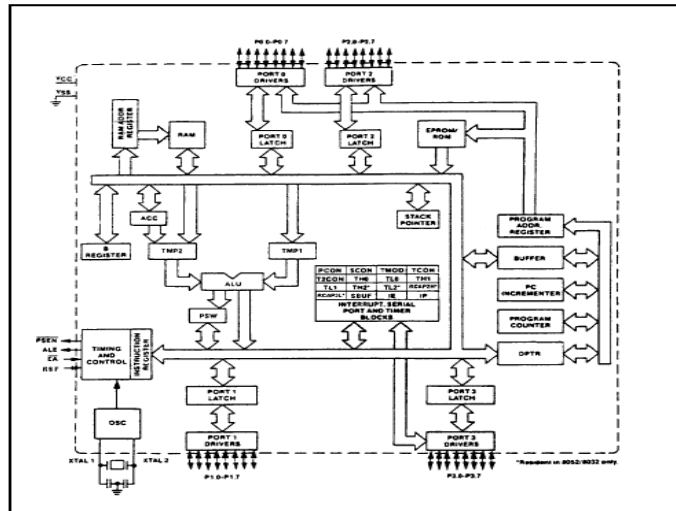 P0.0-P0.7
P2.0-P2.7
VCC
VSS
PORT 0
DRIVERS
PORT 2
DRIVERS
RAM ADDR
REGISTER
RAM
PORT 0
LATCH
PORT 2
LATCH
EPROM/
ROM
B
REGISTER
ACC
TMP2
TMP1
ALU
PSW
STACK
POINTER
PROGRAM
ADDR.
REGISTER
BUFFER
PC
INCREMENTER
PROGRAM
COUNTER
DPTR
PCON SCON TMOD TCON
T2CON TH0 TL0 TH1
TL1 TH2* TL2* RCAP2H*
RCAP2L* SBUF IE IP
INTERRUPT, SERIAL
PORT AND TIMER
BLOCKS
PSEN
ALE
EA
RST
TIMING
AND
CONTROL
INSTRUCTION
REGISTER
OSC
XTAL 1
XTAL 2
PORT 1
LATCH
PORT 1
DRIVERS
P1.0-P1.7
PORT 3
LATCH
PORT 3
DRIVERS
P3.0-P3.7
*Resident in 8052/8032 only.